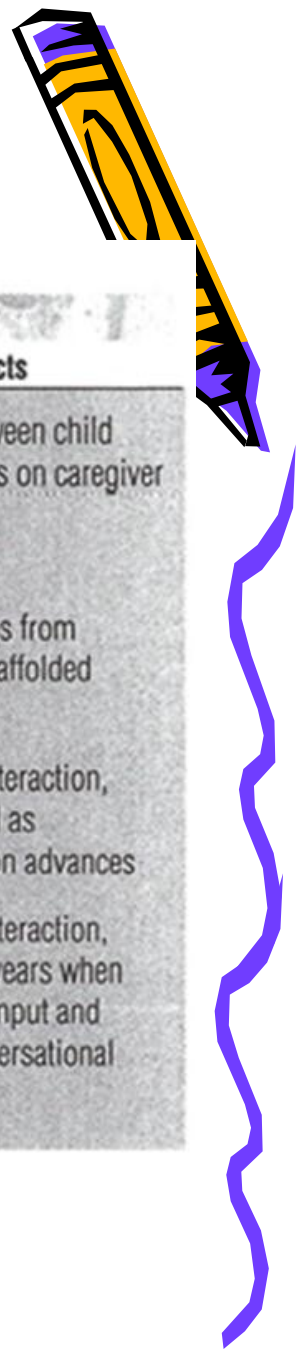 cts
ween child
s on caregiver
s from
affolded
teraction,
as
n advances
teraction,
years when
nput and
ersational